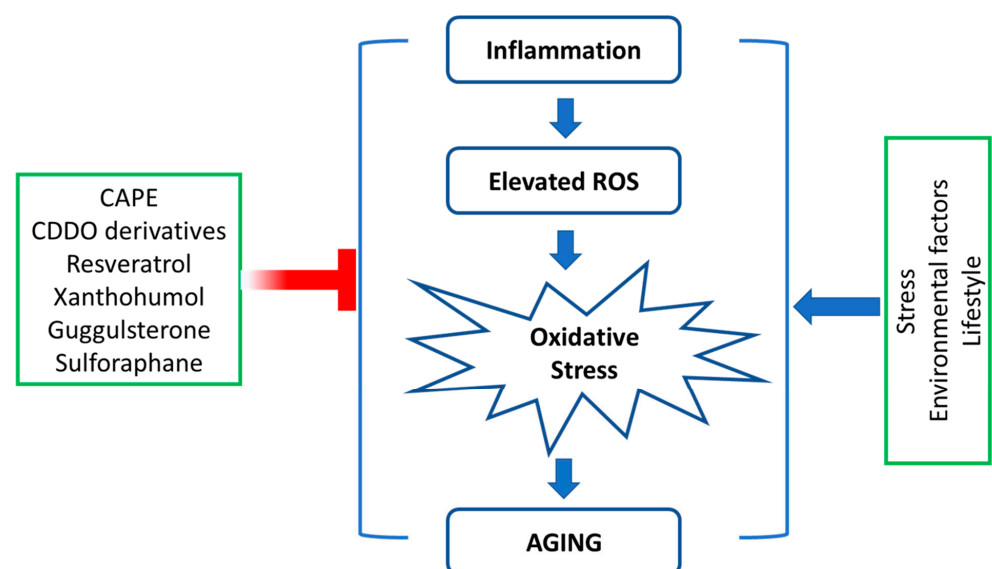 Inflammation
Elevated ROS
Oxidative
Stress
AGING
CAPE
CDDO derivatives
Resveratrol
Xanthohumol
Guggulsterone
Sulforaphane
Stress
Environmental factors
Lifestyle